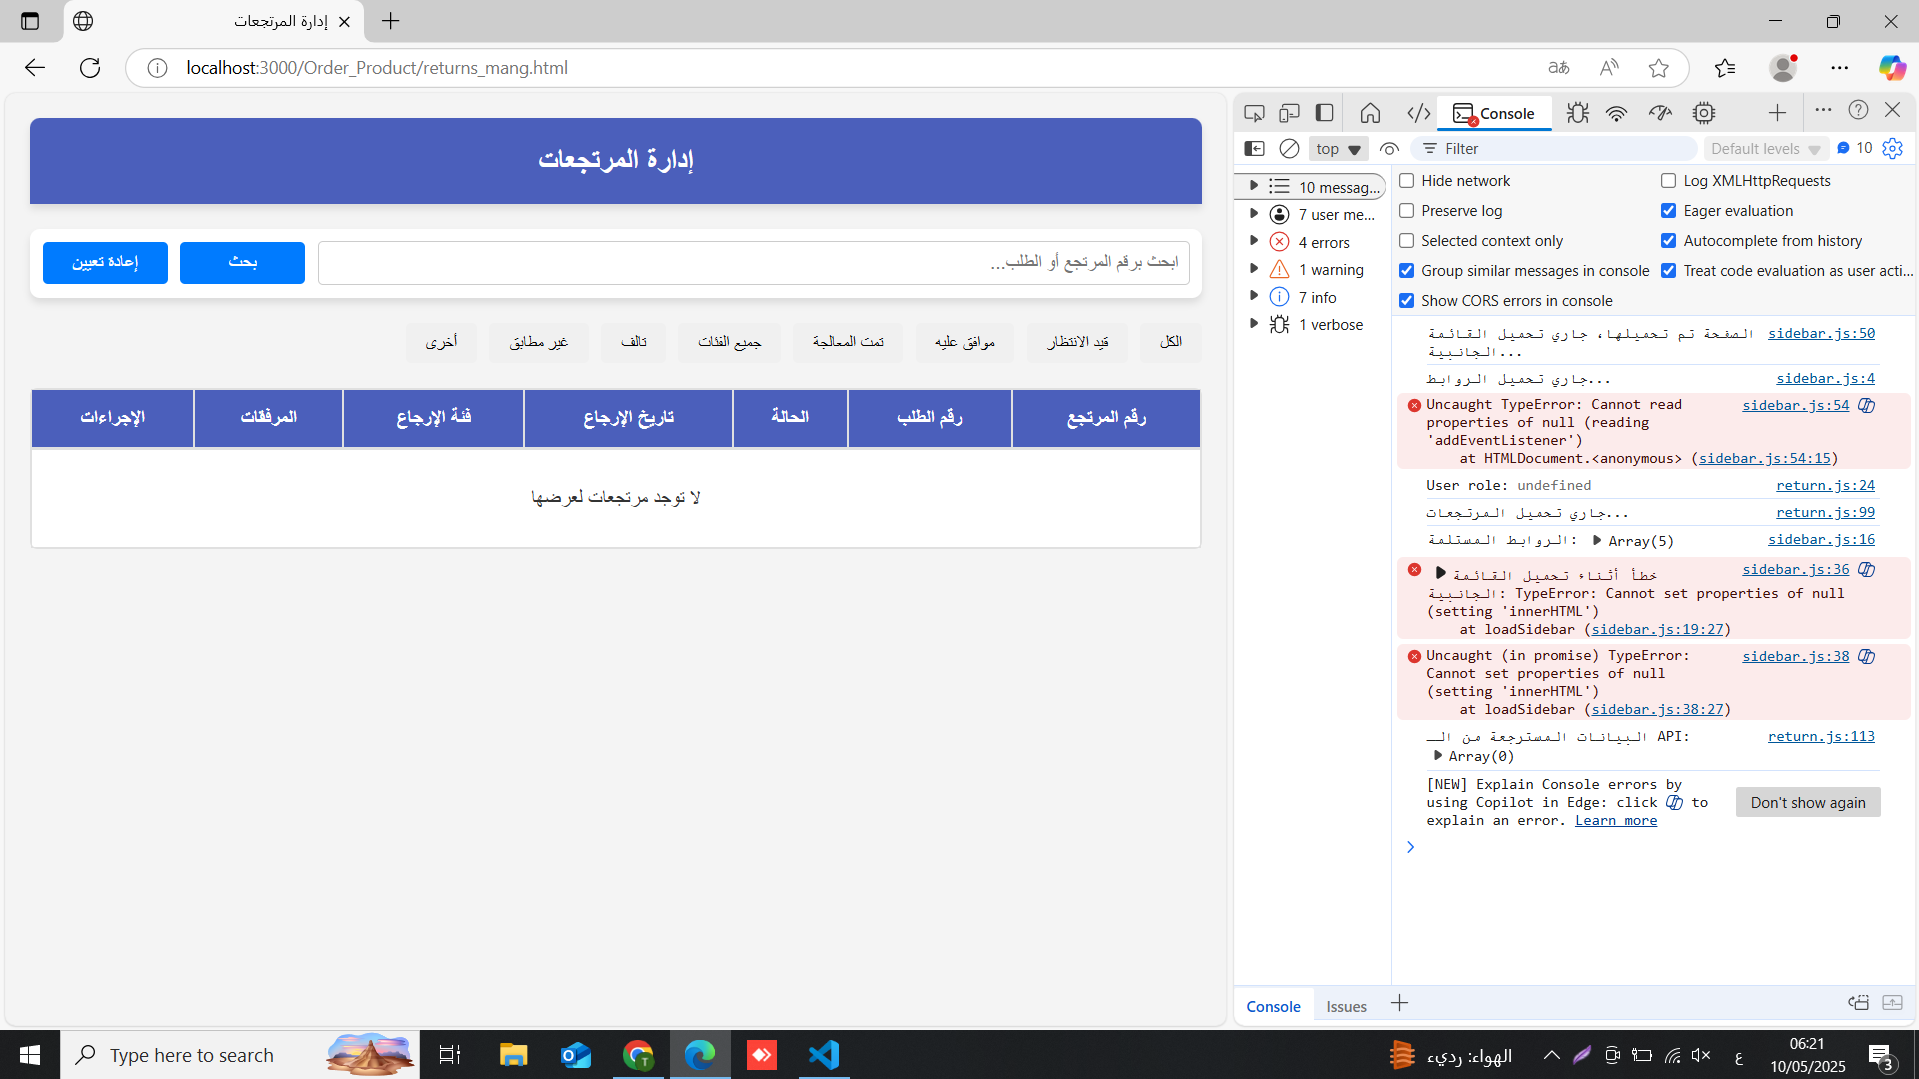 إدارة المرتجعات
localhost:3000/Order_Product/returns_mang.html
إدارة المرتجعات
ابحث برقم المرتجع أو الطلب...
بحث
إعادة تعيين
الكل
قيد الانتظار
موافق عليه
تمت المعالجة
جميع الفئات
تالف
غير مطابق
أخرى
رقم المرتجع
رقم الطلب
الحالة
تاريخ الإرجاع
فئة الإرجاع
المرفقات
الإجراءات
لا توجد مرتجعات لعرضها
Console
top
Filter
Default levels
10
10 messag...
7 user me...
4 errors
1 warning
7 info
1 verbose
Hide network
Log XMLHttpRequests
Preserve log
Eager evaluation
Selected context only
Autocomplete from history
Group similar messages in console
Treat code evaluation as user acti...
Show CORS errors in console
الصفحة تم تحميلها، جاري تحميل القائمة sidebar.js:50
الجانبية...
جاري تحميل الروابط... sidebar.js:4
Uncaught TypeError: Cannot read sidebar.js:54
properties of null (reading
'addEventListener')
at HTMLDocument.<anonymous> (sidebar.js:54:15)
User role: undefined return.js:24
جاري تحميل المرتجعات... return.js:99
الروابط المستلمة: Array(5) sidebar.js:16
خطأ أثناء تحميل القائمة sidebar.js:36
الجانبية: TypeError: Cannot set properties of null
(setting 'innerHTML')
at loadSidebar (sidebar.js:19:27)
Uncaught (in promise) TypeError: sidebar.js:38
Cannot set properties of null
(setting 'innerHTML')
at loadSidebar (sidebar.js:38:27)
البيانات المسترجعة من الـ API: return.js:113
Array(0)
[NEW] Explain Console errors by
using Copilot in Edge: click to
explain an error. Learn more
Don't show again
Console
Issues
Type here to search
الهواء: رديء
ع
06:21
10/05/2025
3